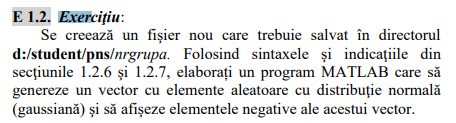 E 1.2. Exerciţiu:
Se creează un fişier nou care trebuie salvat în directorul
d:/student/pns/nrgrupa. Folosind sintaxele şi indicaţiile din
secţiunile 1.2.6 şi 1.2.7, elaboraţi un program MATLAB care să
genereze un vector cu elemente aleatoare cu distribuţie normală
(gaussiană) şi să afişeze elementele negative ale acestui vector.